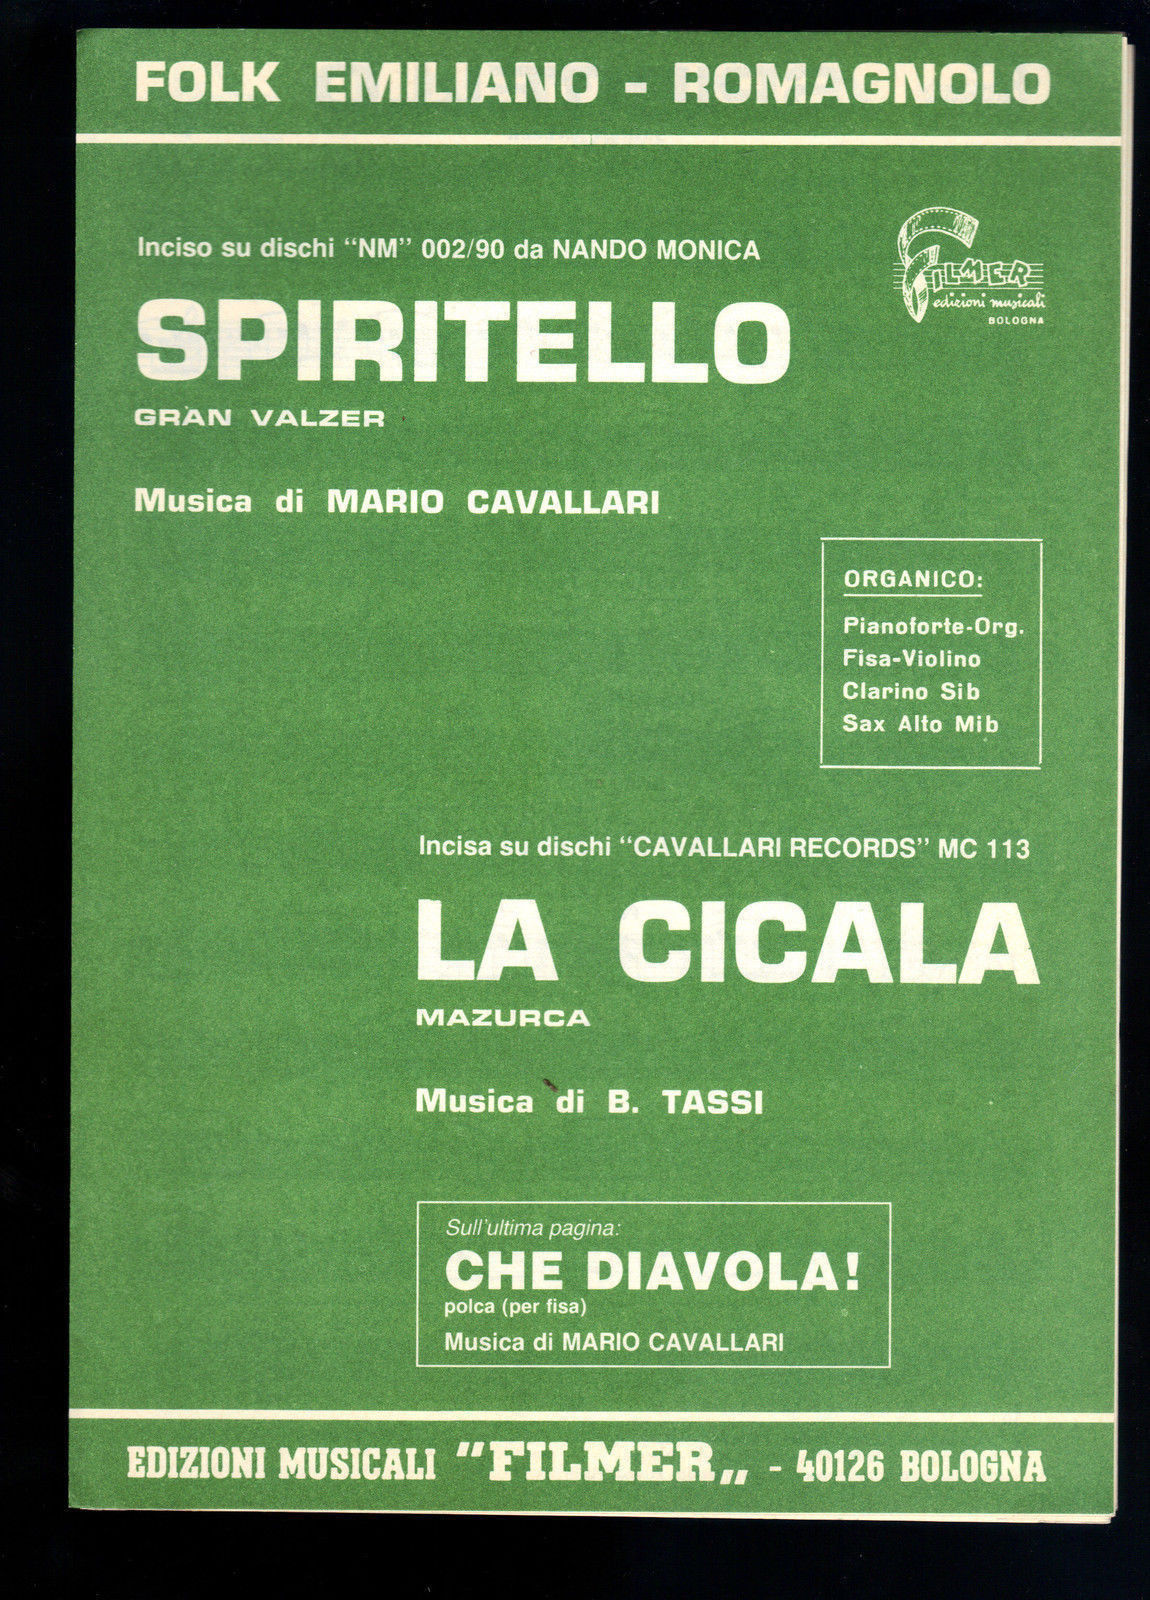 FOLK EMILIANO - ROMAGNOLO
Inciso su dischi "NM" 002/90 da NANDO MONICA
FILMER
edizioni musicali
BOLOGNA
SPIRITELLO
GRAN VALZER
Musica di MARIO CAVALLARI
ORGANICO:
Pianoforte-Org.
Fisa-Violino
Clarino Sib
Sax Alto Mib
Incisa su dischi "CAVALLARI RECORDS" MC 113
LA CICALA
MAZURCA
Musica di B. TASSI
Sull'ultima pagina:
CHE DIAVOLA!
polca (per fisa)
Musica di MARIO CAVALLARI
EDIZIONI MUSICALI "FILMER„ - 40126 BOLOGNA